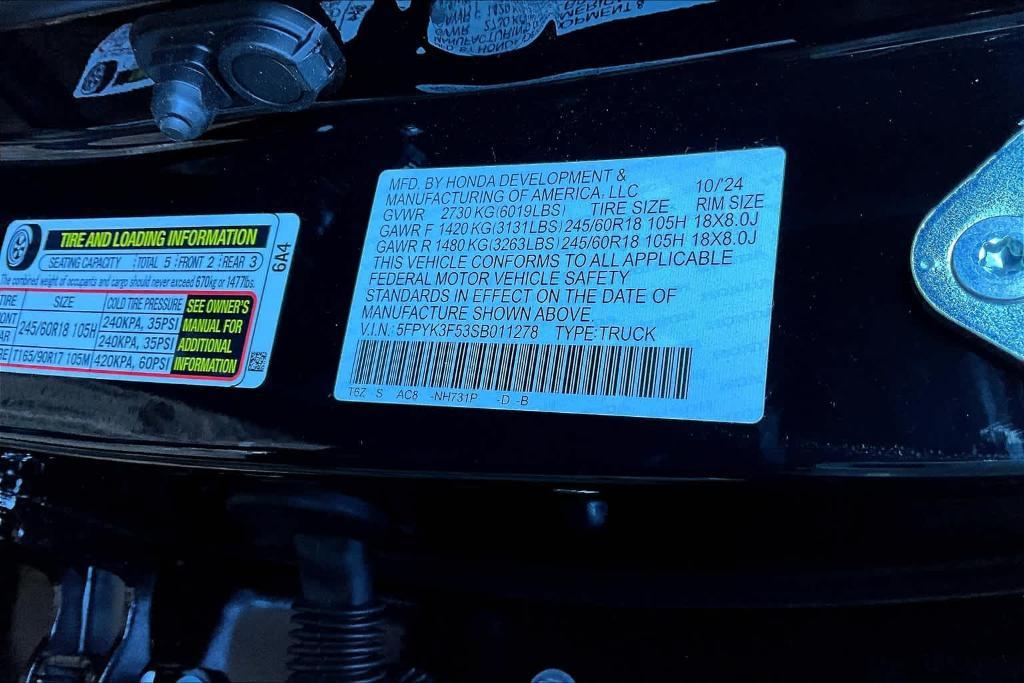 TIRE AND LOADING INFORMATION
SEATING CAPACITY TOTAL 5 FRONT 2 REAR 3
The combined weight of occupants and cargo should never exceed 670kg or 1477lbs.
TIRE SIZE COLD TIRE PRESSURE
245/60R18 105H 240KPA, 35PSI
240KPA, 35PSI
T165/90R17 105M 420KPA, 60PSI
SEE OWNER'S
MANUAL FOR
ADDITIONAL
INFORMATION
6A4
MFD. BY HONDA DEVELOPMENT &
MANUFACTURING OF AMERICA, LLC 10/'24
GVWR 2730 KG(6019LBS) TIRE SIZE RIM SIZE
GAWR F 1420 KG(3131LBS) 245/60R18 105H 18X8.0J
GAWR R 1480 KG(3263LBS) 245/60R18 105H 18X8.0J
THIS VEHICLE CONFORMS TO ALL APPLICABLE
FEDERAL MOTOR VEHICLE SAFETY
STANDARDS IN EFFECT ON THE DATE OF
MANUFACTURE SHOWN ABOVE.
V.I.N.: 5FPYK3F53SB011278 TYPE:TRUCK
T6Z S AC8 -NH731P -D -B